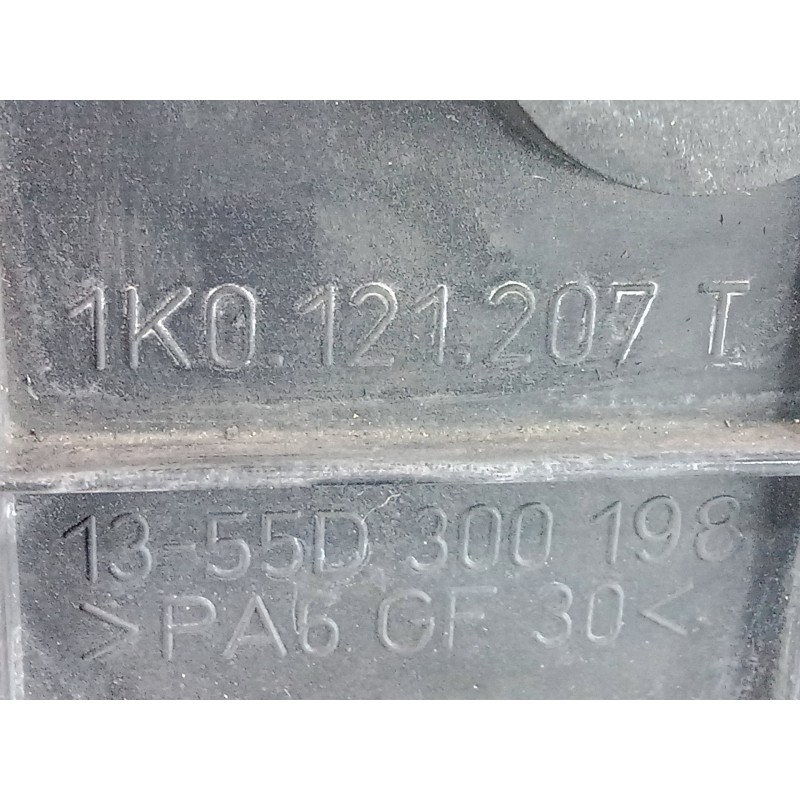 1K0.121.207 T
13-55D 300 198
>PA6 GF 30<